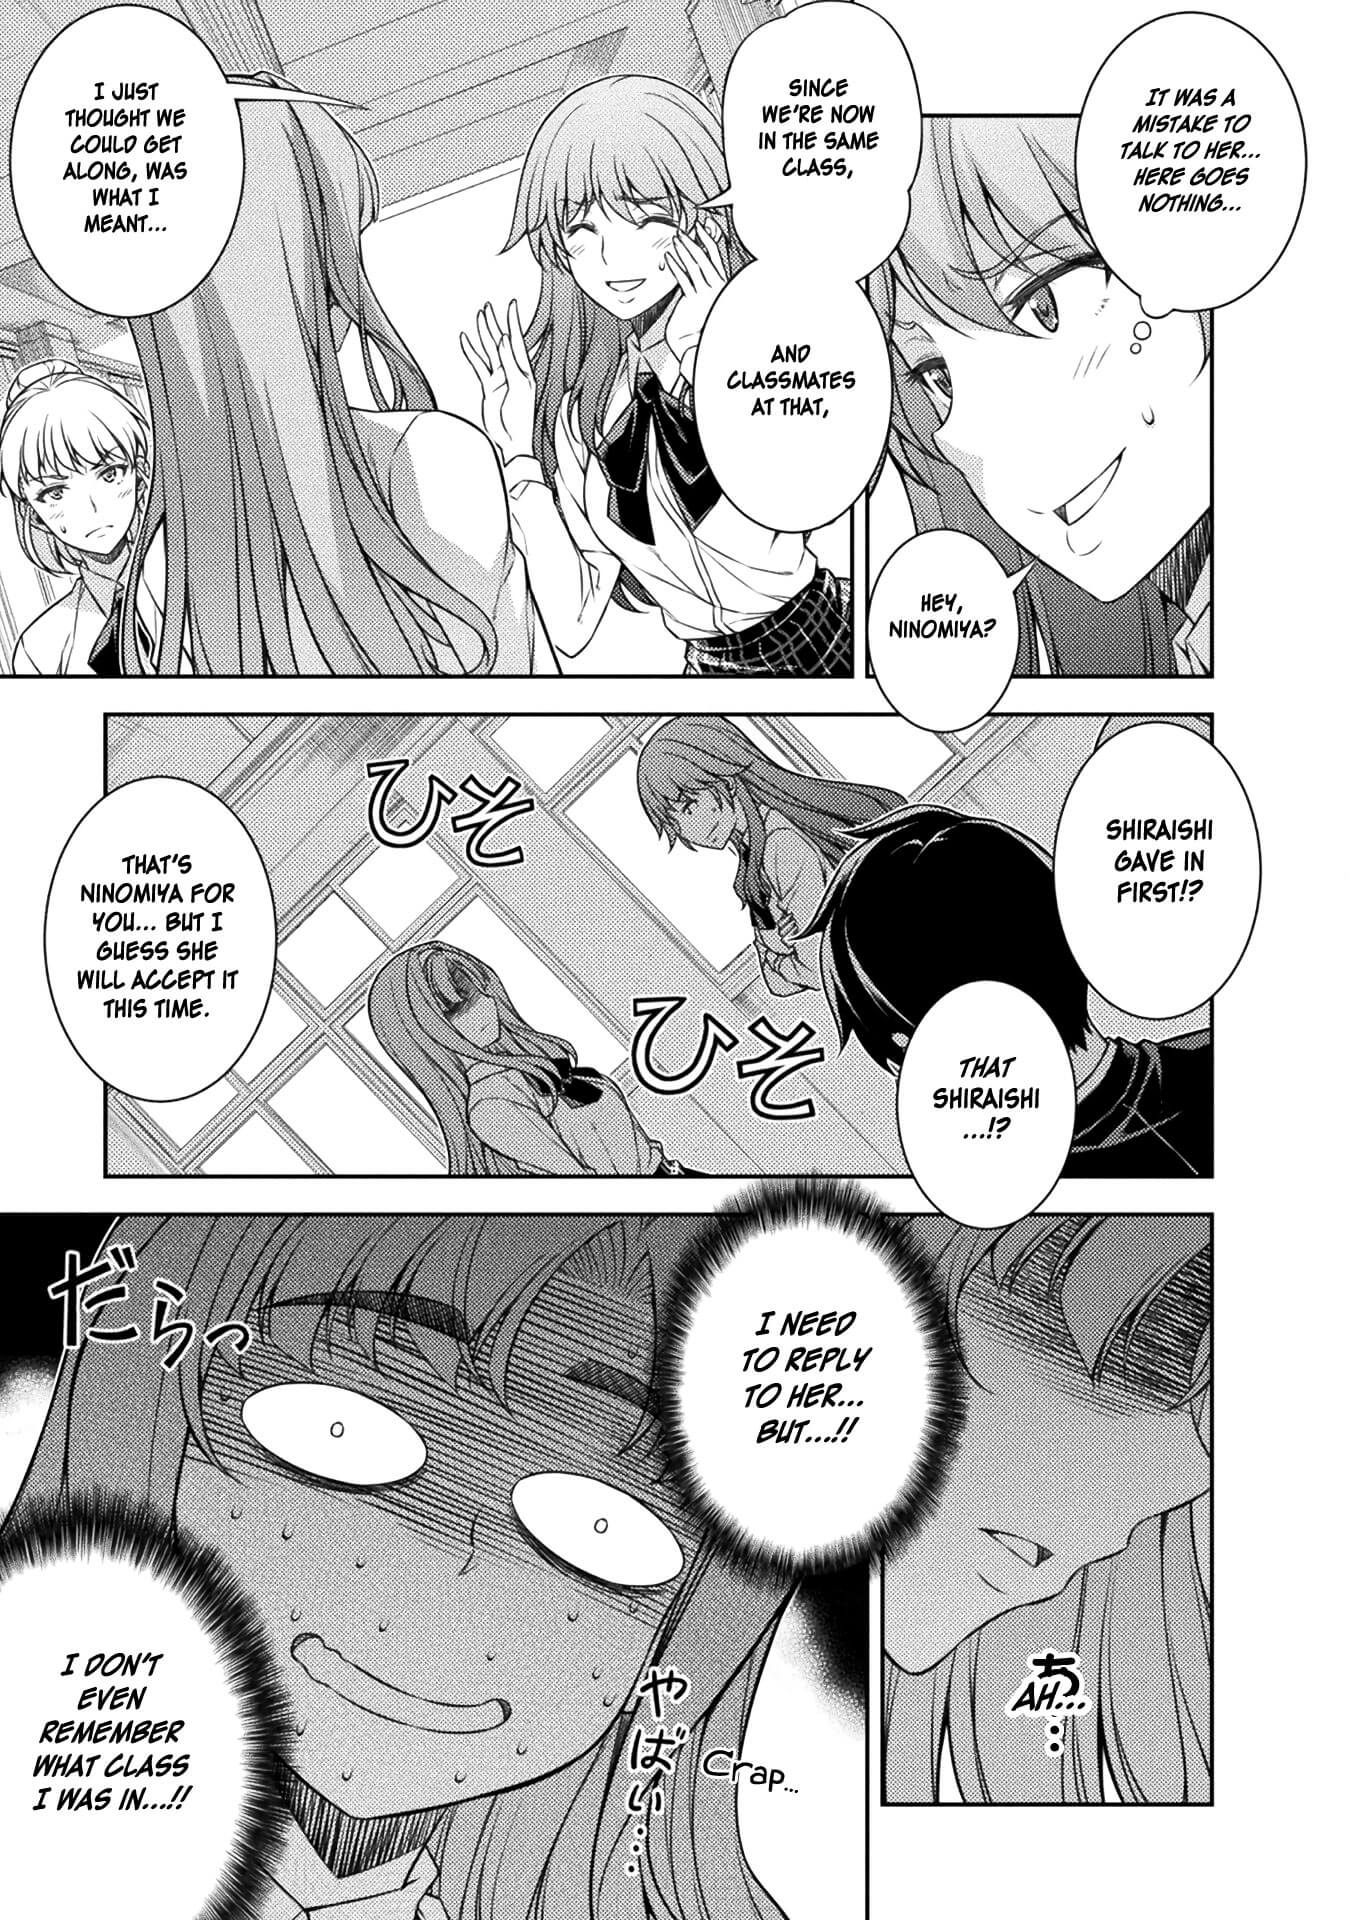 IT WAS A
MISTAKE TO
TALK TO HER...
HERE GOES
NOTHING...
HEY,
NINOMIYA?
SINCE
WE'RE NOW
IN THE SAME
CLASS,
AND
CLASSMATES
AT THAT,
I JUST
THOUGHT WE
COULD GET
ALONG, WAS
WHAT I
MEANT...
SHIRAISHI
GAVE IN
FIRST!?
THAT
SHIRAISHI
...!?
ひそ
ひそ
THAT'S
NINOMIYA FOR
YOU... BUT I
GUESS SHE
WILL ACCEPT IT
THIS TIME.
あ…
AH...
I NEED
TO REPLY
TO HER...
BUT...!!
だらっ
やばい……
Crap...
I DON'T
EVEN
REMEMBER
WHAT CLASS
I WAS IN...!!